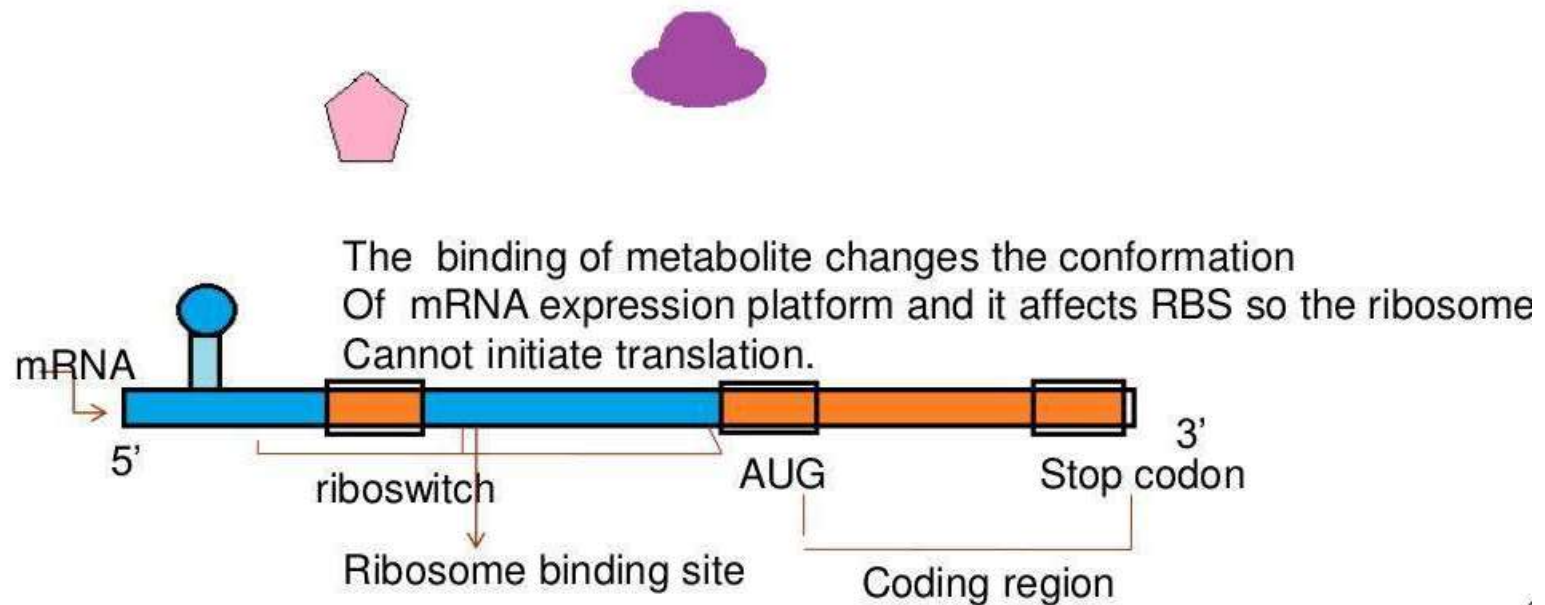 The binding of metabolite changes the conformation
Of mRNA expression platform and it affects RBS so the ribosome
Cannot initiate translation.
mRNA
5’
3’
riboswitch
AUG
Stop codon
Ribosome binding site
Coding region